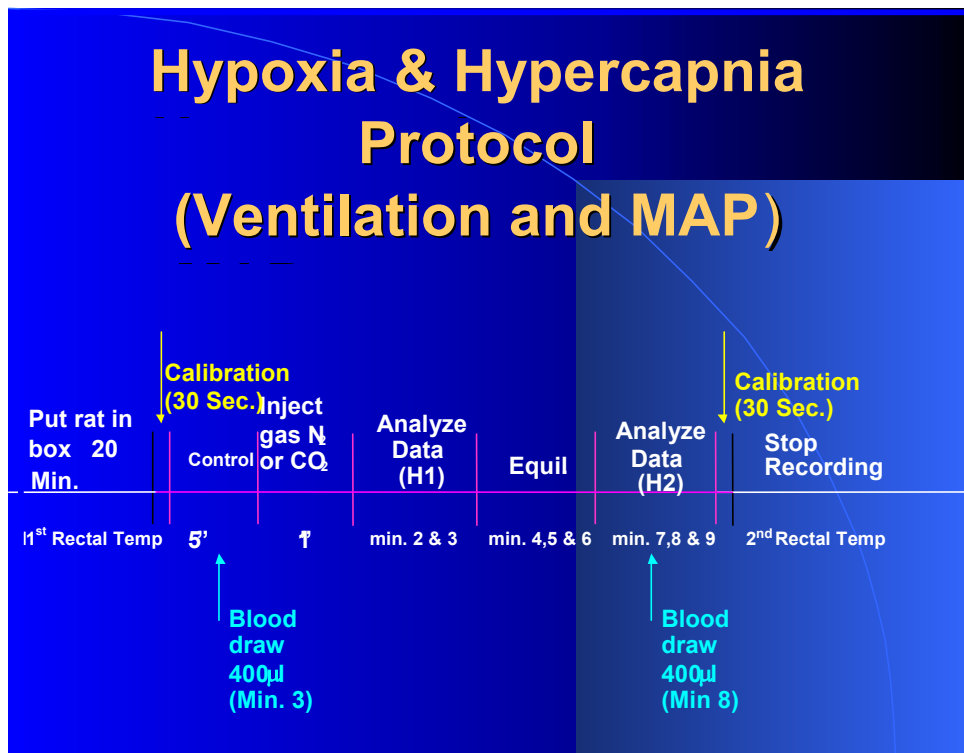 Hypoxia & Hypercapnia
Protocol
(Ventilation and MAP)
Calibration
(30 Sec.)
Put rat in
box 20
Min.
Control
Inject
gas N2
or CO2
Analyze
Data
(H1)
Equil
Analyze
Data
(H2)
Calibration
(30 Sec.)
Stop
Recording
1st Rectal Temp
5'
1'
min. 2 & 3
min. 4,5 & 6
min. 7,8 & 9
2nd Rectal Temp
Blood
draw
400µl
(Min. 3)
Blood
draw
400µl
(Min 8)